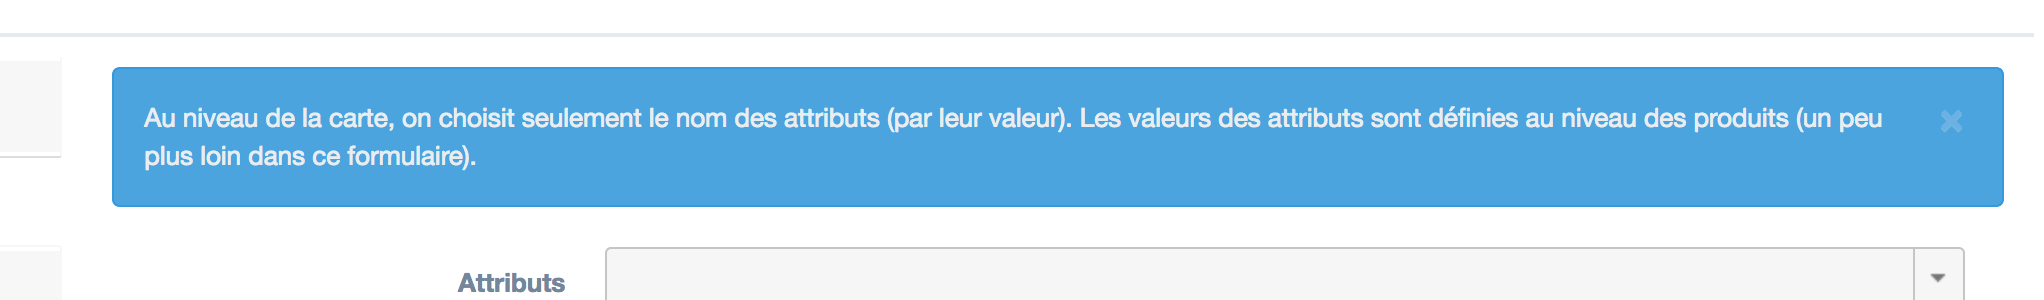 Au niveau de la carte, on choisit seulement le nom des attributs (par leur valeur). Les valeurs des attributs sont définies au niveau des produits (un peu
plus loin dans ce formulaire).
Attributs